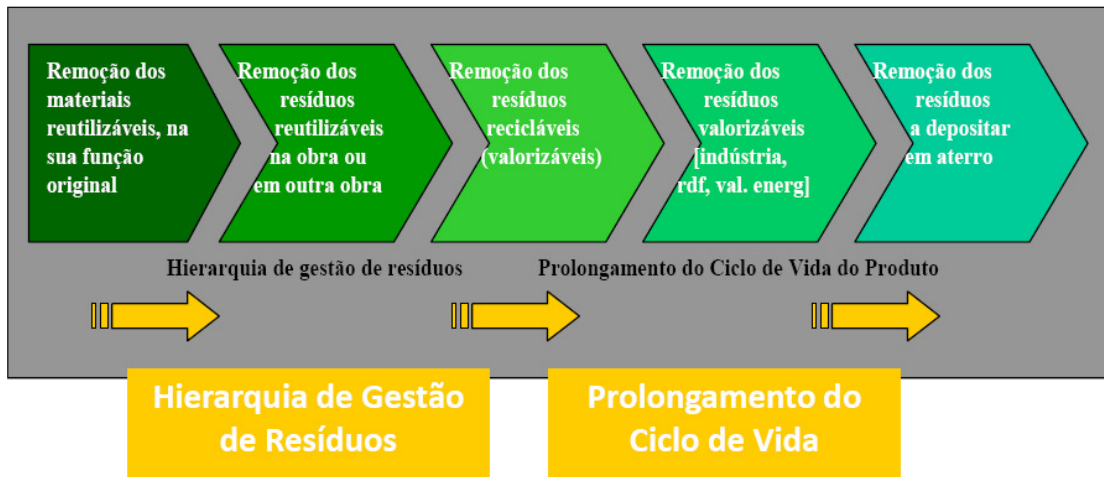 Remoção dos
materiais
reutilizáveis, na
sua função
original
Remoção dos
resíduos
reutilizáveis
na obra ou
em outra obra
Remoção dos
resíduos
recicláveis
(valorizáveis)
Remoção dos
resíduos
valorizáveis
[indústria,
rdf, val. energ]
Remoção dos
resíduos
a depositar
em aterro
Hierarquia de gestão de resíduos
Prolongamento do Ciclo de Vida do Produto
Hierarquia de Gestão
de Resíduos
Prolongamento do
Ciclo de Vida